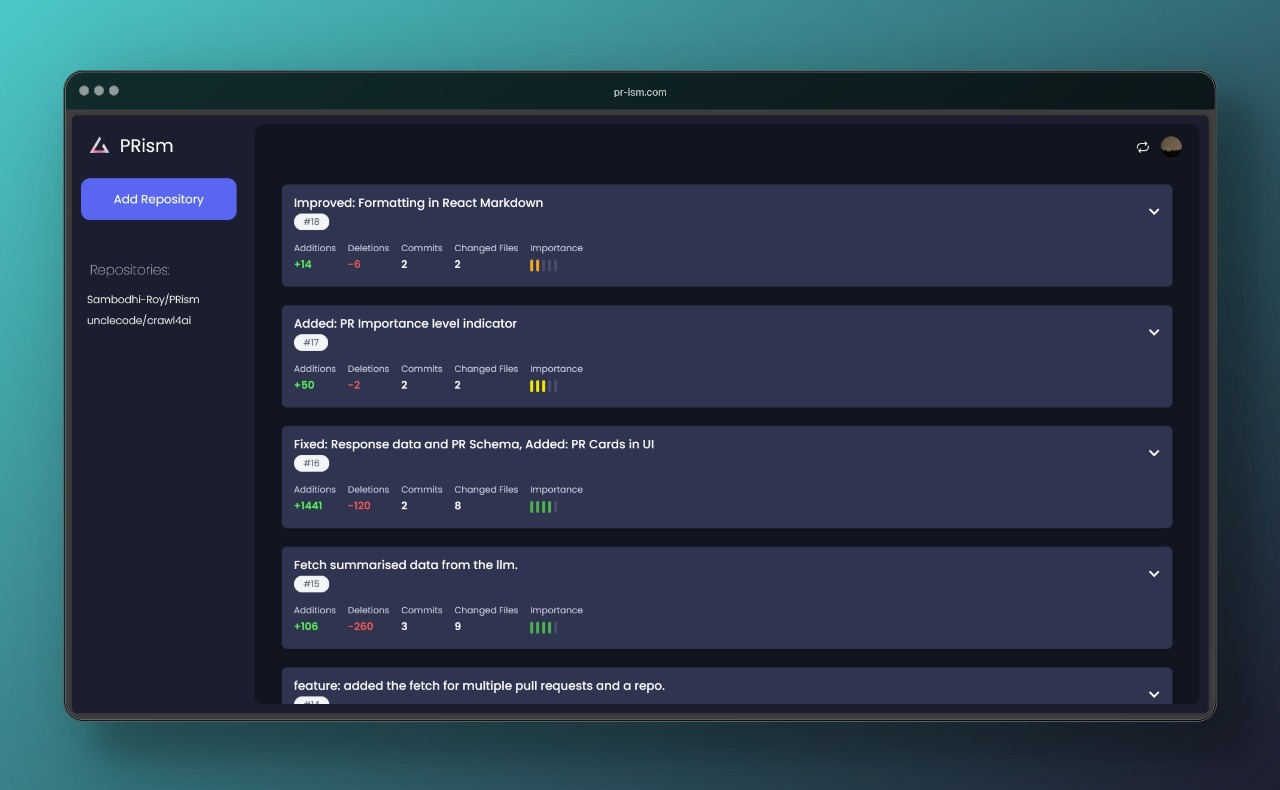 pr-ism.com
PRism
Add Repository
Repositories:
Sambodhi-Roy/PRism
unclecode/crawl4ai
Improved: Formatting in React Markdown
#18
Additions Deletions Commits Changed Files Importance
+14 -6 2 2
Added: PR Importance level indicator
#17
Additions Deletions Commits Changed Files Importance
+50 -2 2 2
Fixed: Response data and PR Schema, Added: PR Cards in UI
#16
Additions Deletions Commits Changed Files Importance
+1441 -120 2 8
Fetch summarised data from the llm.
#15
Additions Deletions Commits Changed Files Importance
+106 -260 3 9
feature: added the fetch for multiple pull requests and a repo.